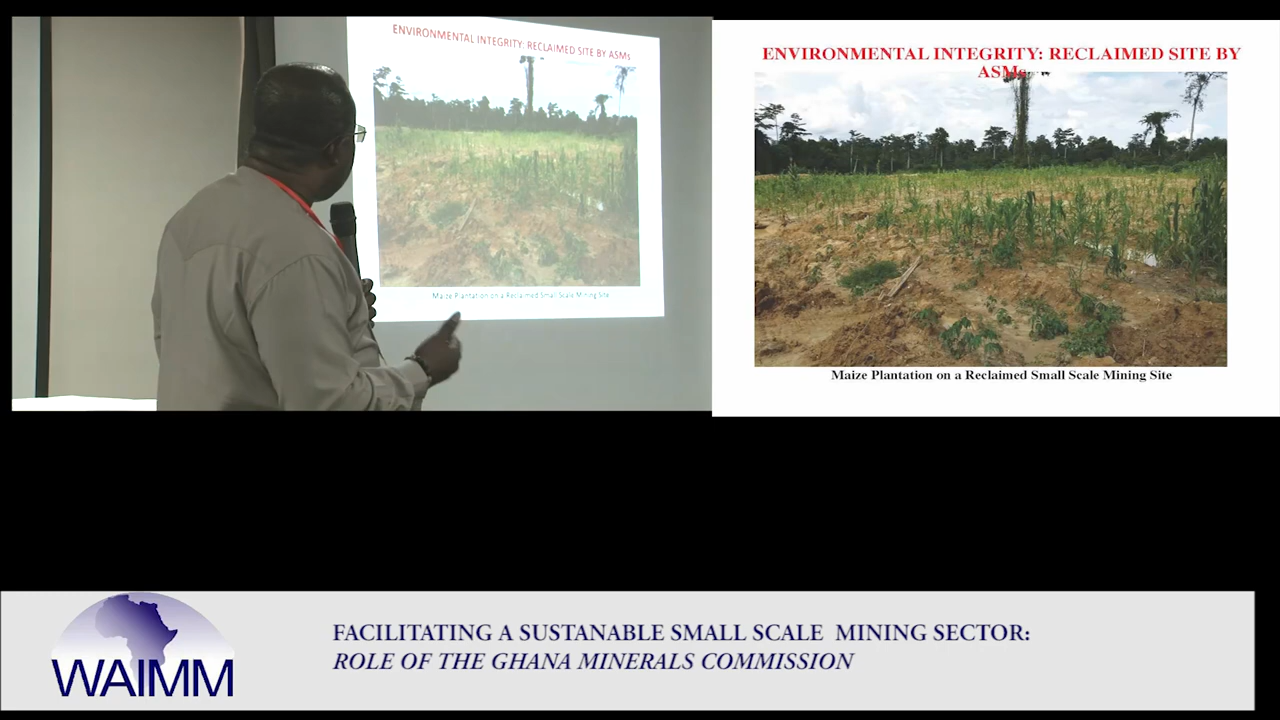 ENVIRONMENTAL INTEGRITY: RECLAIMED SITE BY ASMs
Maize Plantation on a Reclaimed Small Scale Mining Site
ENVIRONMENTAL INTEGRITY: RECLAIMED SITE BY
ASMs
Maize Plantation on a Reclaimed Small Scale Mining Site
WAIMM
FACILITATING A SUSTANABLE SMALL SCALE MINING SECTOR:
ROLE OF THE GHANA MINERALS COMMISSION